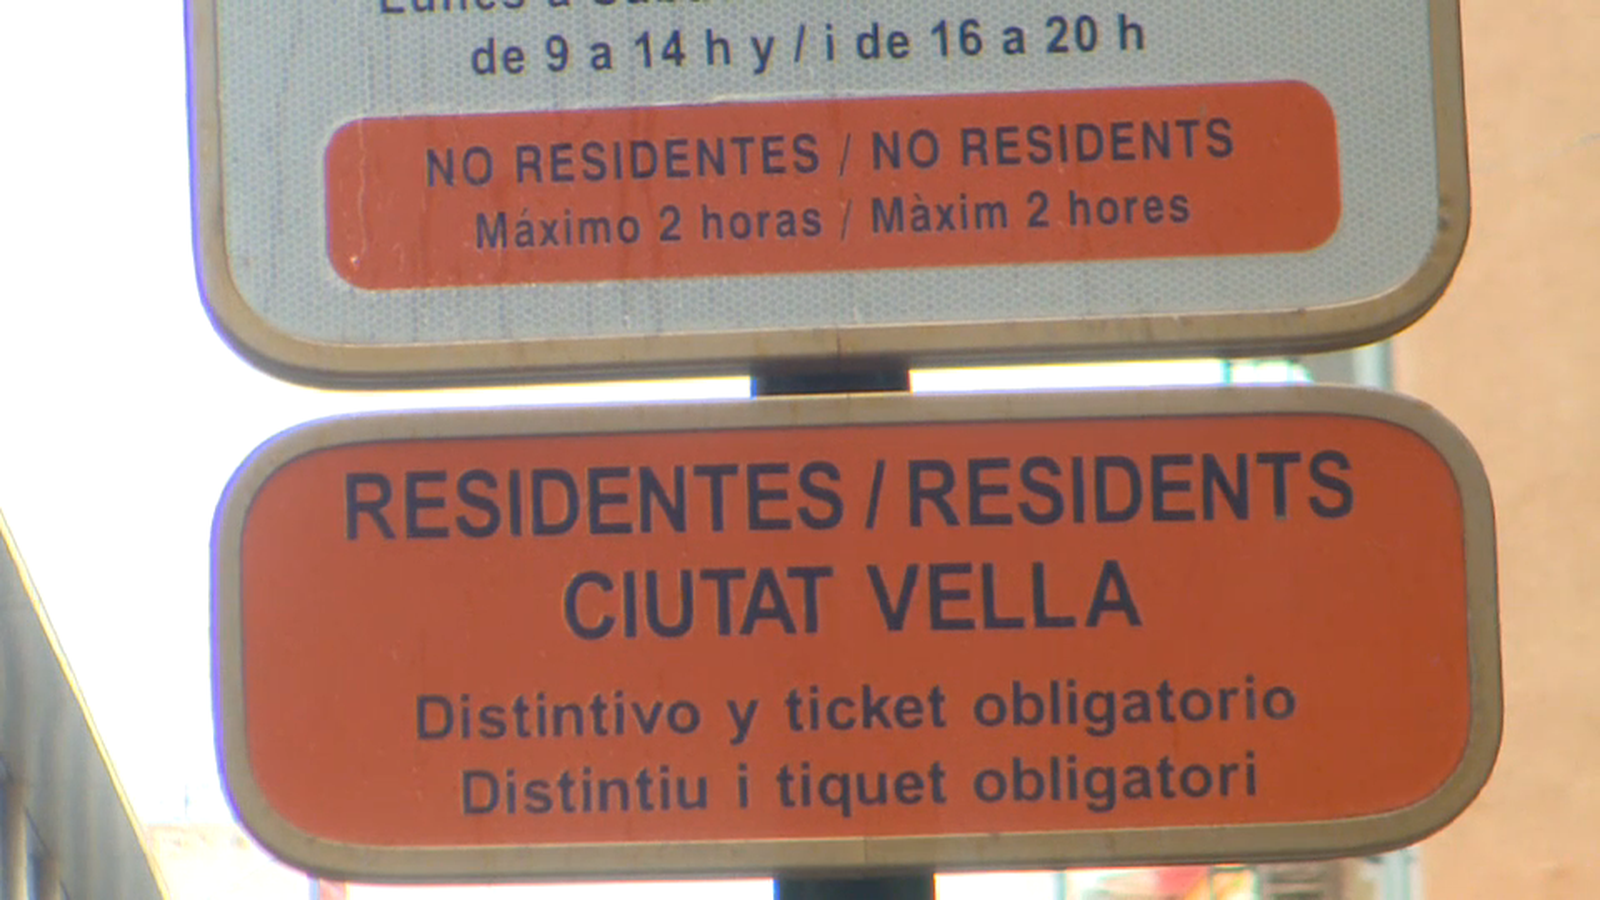 Lunes a
de 9 a 14 h y / i de 16 a 20 h
NO RESIDENTES / NO RESIDENTS
Máximo 2 horas / Màxim 2 hores
RESIDENTES / RESIDENTS
CIUTAT VELLA
Distintivo y ticket obligatorio
Distintiu i tiquet obligatori